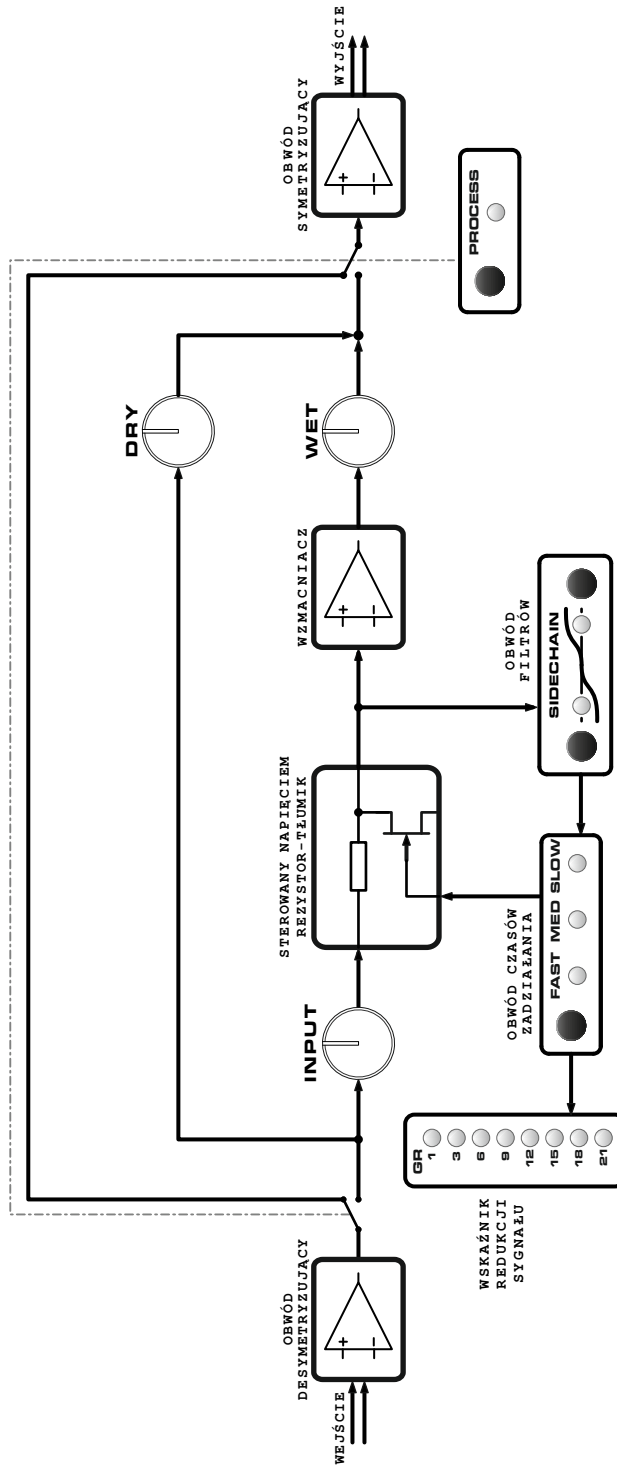 WEJŚCIE
OBWÓD
DESYMETRYZUJĄCY
INPUT
STEROWANY NAPIĘCIEM
REZYSTOR-TŁUMIK
WZMACNIACZ
DRY
WET
OBWÓD
SYMETRYZUJĄCY
WYJŚCIE
WSKAŹNIK
REDUKCJI
SYGNAŁU
GR
1
3
6
9
12
15
18
21
OBWÓD CZASÓW
ZADZIAŁANIA
FAST MED SLOW
OBWÓD
FILTRÓW
SIDECHAIN
PROCESS